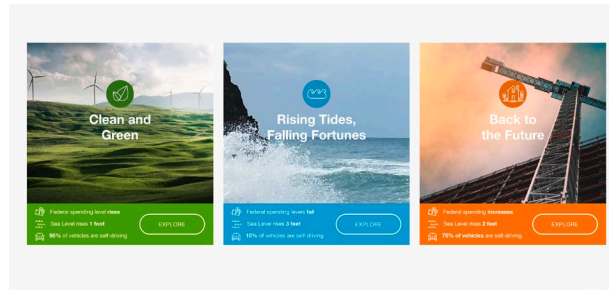 Clean and
Green
Federal spending level rises
Sea Level rises 1 foot
95% of vehicles are self-driving
EXPLORE
Rising Tides,
Falling Fortunes
Federal spending levels fall
Sea Level rises 3 feet
10% of vehicles are self-driving
EXPLORE
Back to
the Future
Federal spending increases
Sea Level rises 2 feet
75% of vehicles are self-driving
EXPLORE